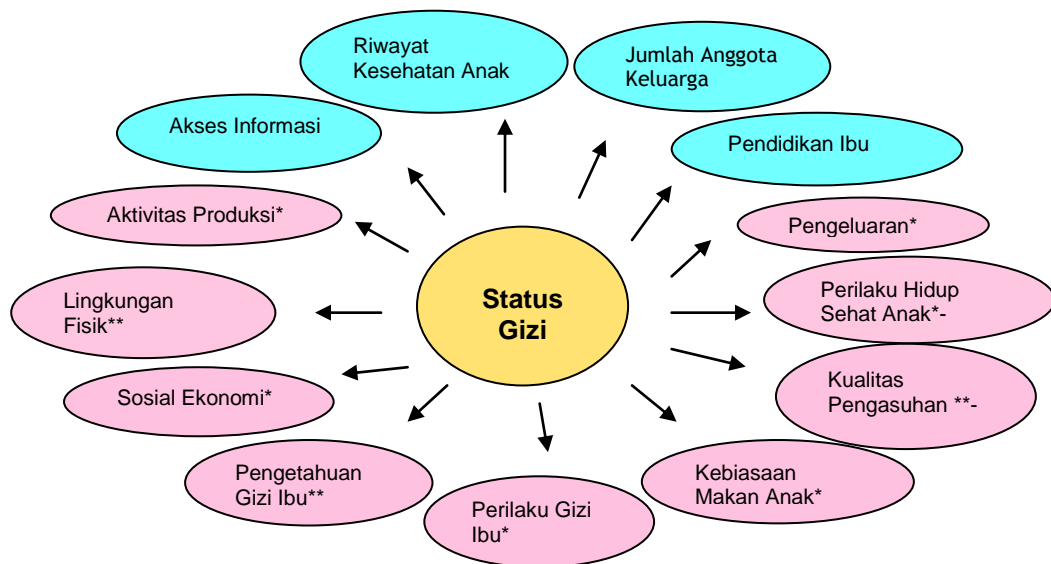 Riwayat
Kesehatan Anak
Jumlah Anggota
Keluarga
Akses Informasi
Pendidikan Ibu
Aktivitas Produksi*
Pengeluaran*
Lingkungan
Fisik**
Status
Gizi
Perilaku Hidup
Sehat Anak*-
Sosial Ekonomi*
Kualitas
Pengasuhan **-
Pengetahuan
Gizi Ibu**
Perilaku Gizi
Ibu*
Kebiasaan
Makan Anak*